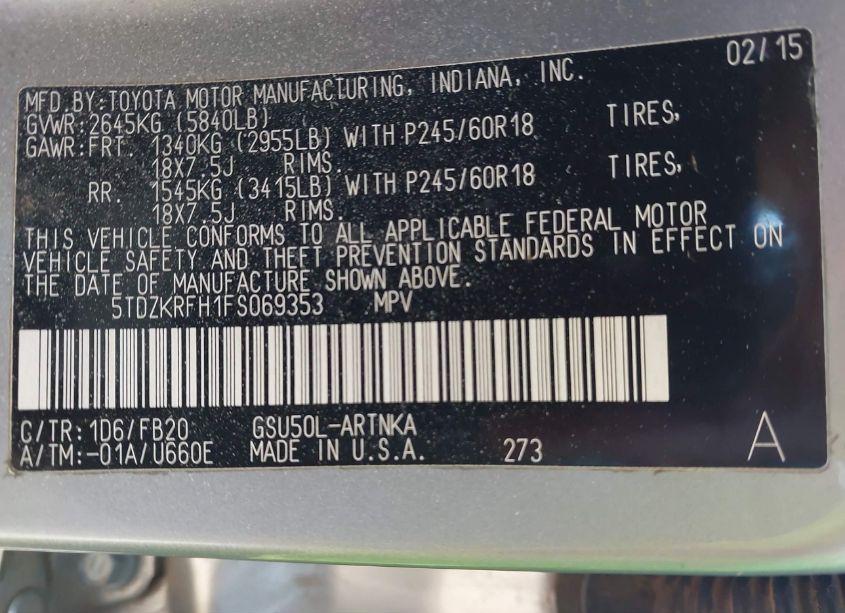 02/15
MFD.BY:TOYOTA MOTOR MANUFACTURING, INDIANA, INC.
GVWR:2645KG (5840LB)
GAWR:FRT. 1340KG (2955LB) WITH P245/60R18 TIRES,
18X7.5J RIMS.
RR. 1545KG (3415LB) WITH P245/60R18 TIRES,
18X7.5J RIMS.
THIS VEHICLE CONFORMS TO ALL APPLICABLE FEDERAL MOTOR
VEHICLE SAFETY AND THEFT PREVENTION STANDARDS IN EFFECT ON
THE DATE OF MANUFACTURE SHOWN ABOVE.
5TDZKRFH1FS069353 MPV
C/TR:1D6/FB20 GSU50L-ARTNKA
A/TM:-01A/U660E MADE IN U.S.A. 273 A